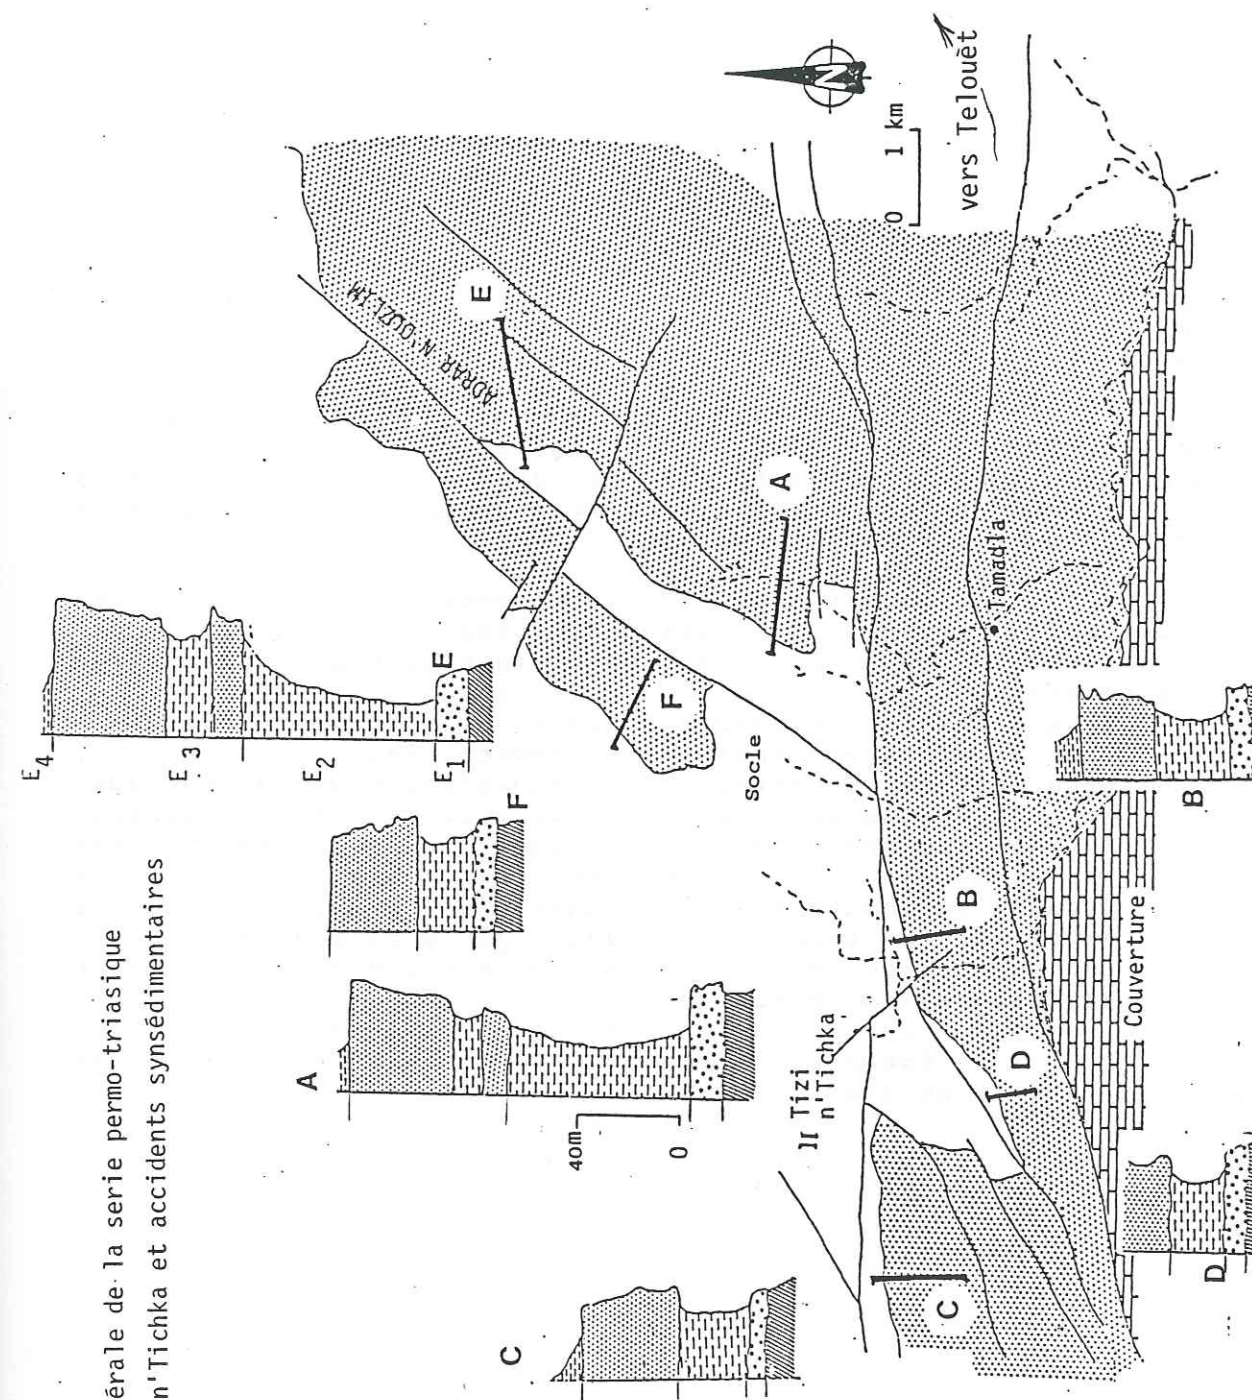 érale de la serie permo-triasique
n'Tichka et accidents synsédimentaires
E4
E3
E2
E1
E
F
A
40m
0
C
N
0 1 km
vers Telouèt
ADRAR N'OUZLIM
E
A
F
Socle
Tamadla
B
B
Tizi
n'Tichka
D
Couverture
C
D